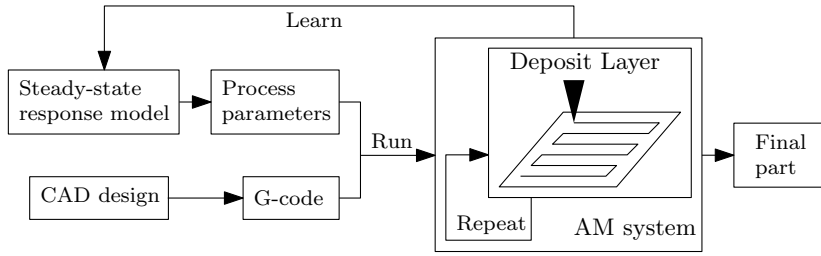 Learn
Steady-state
response model
Process
parameters
Deposit Layer
Run
Final
part
CAD design
G-code
Repeat
AM system